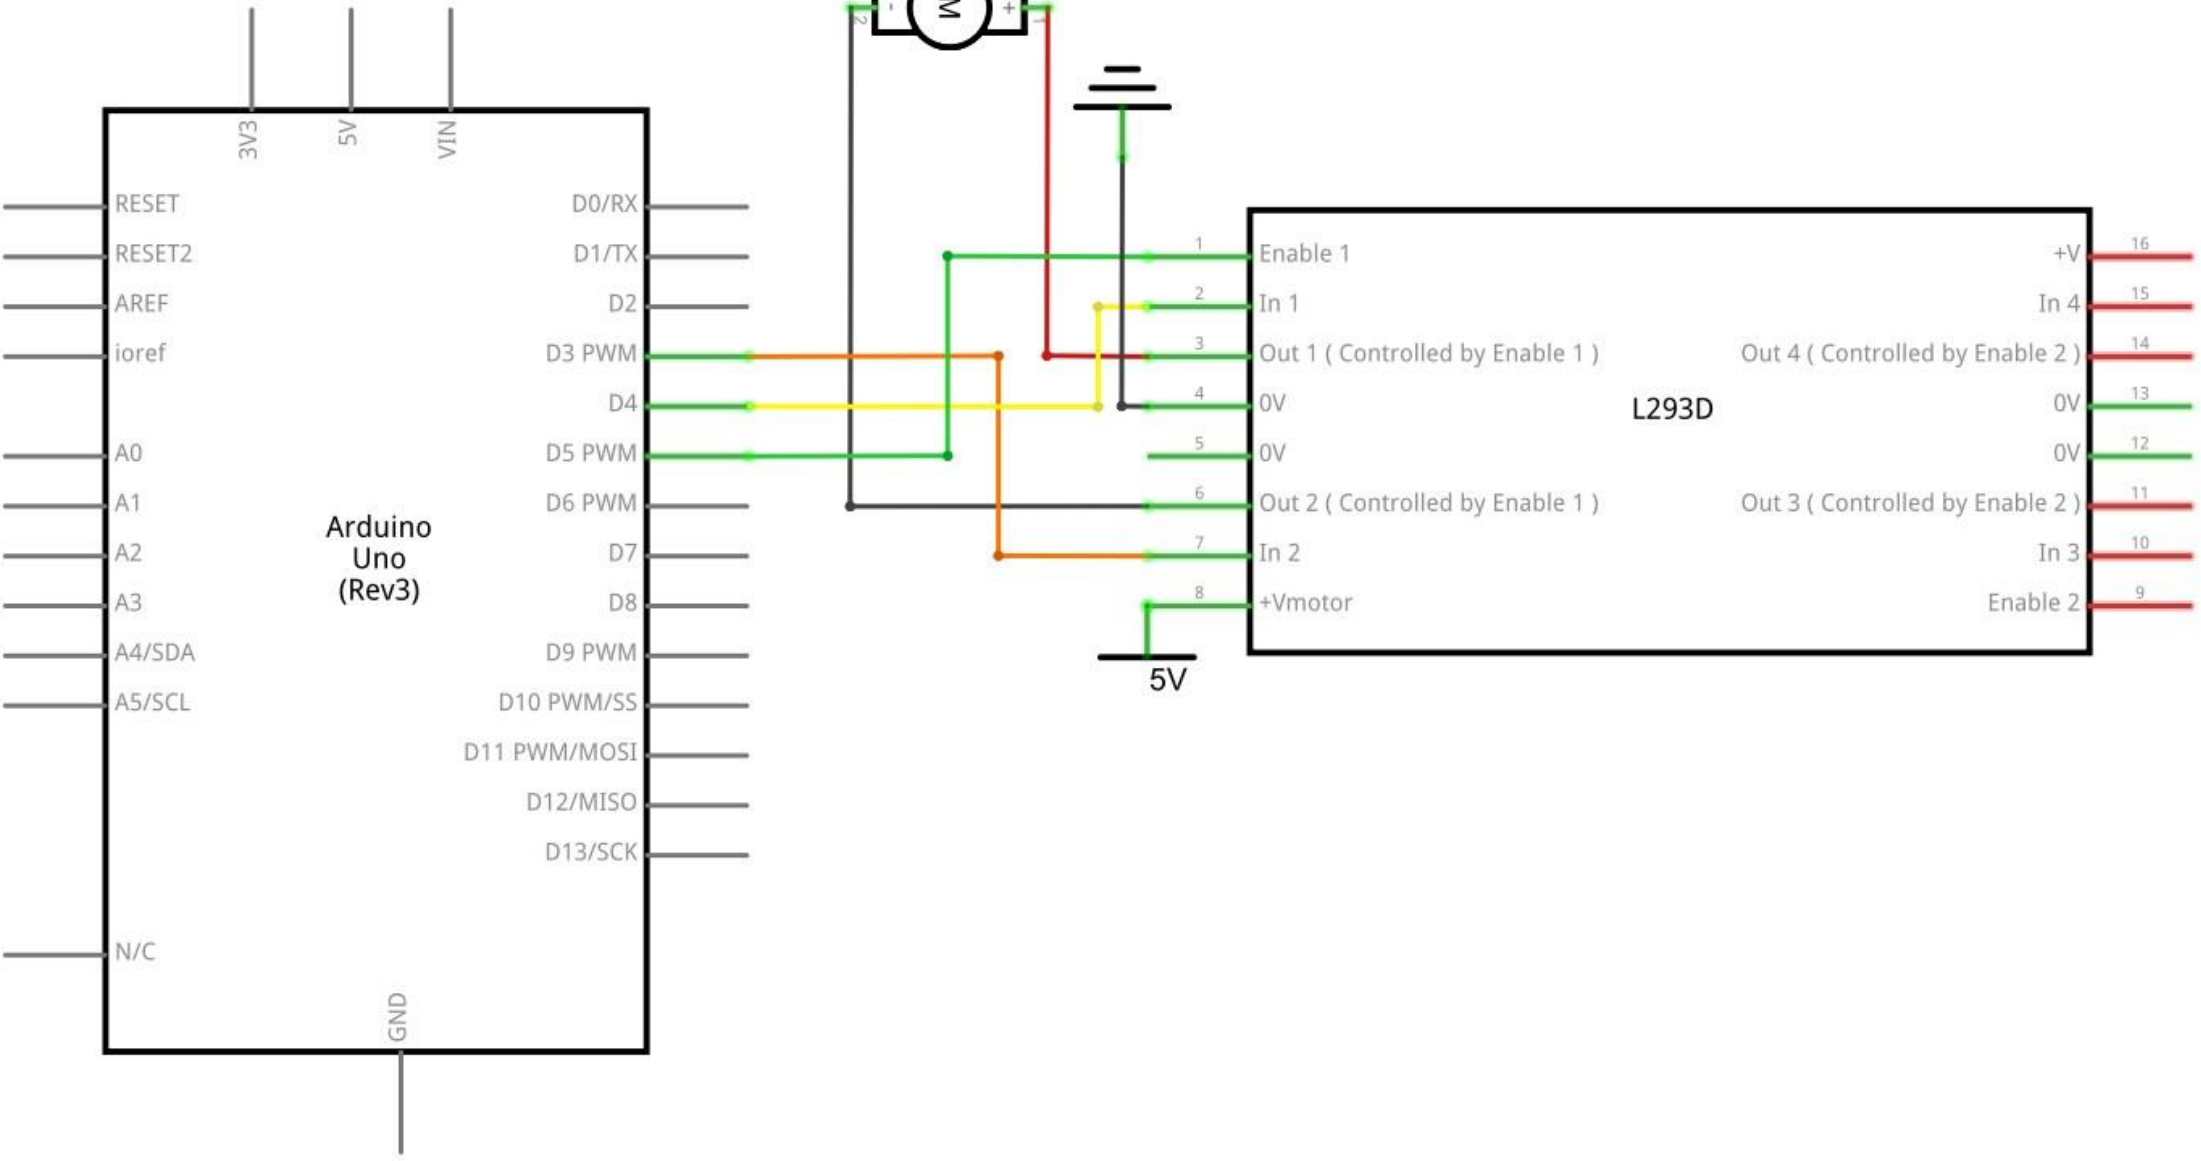 2
-
M
+
1
3V3
5V
VIN
RESET
RESET2
AREF
ioref
A0
A1
A2
A3
A4/SDA
A5/SCL
N/C
Arduino
Uno
(Rev3)
GND
D0/RX
D1/TX
D2
D3 PWM
D4
D5 PWM
D6 PWM
D7
D8
D9 PWM
D10 PWM/SS
D11 PWM/MOSI
D12/MISO
D13/SCK
1 Enable 1
2 In 1
3 Out 1 ( Controlled by Enable 1 )
4 0V
5 0V
6 Out 2 ( Controlled by Enable 1 )
7 In 2
8 +Vmotor
5V
L293D
+V 16
In 4 15
Out 4 ( Controlled by Enable 2 ) 14
0V 13
0V 12
Out 3 ( Controlled by Enable 2 ) 11
In 3 10
Enable 2 9